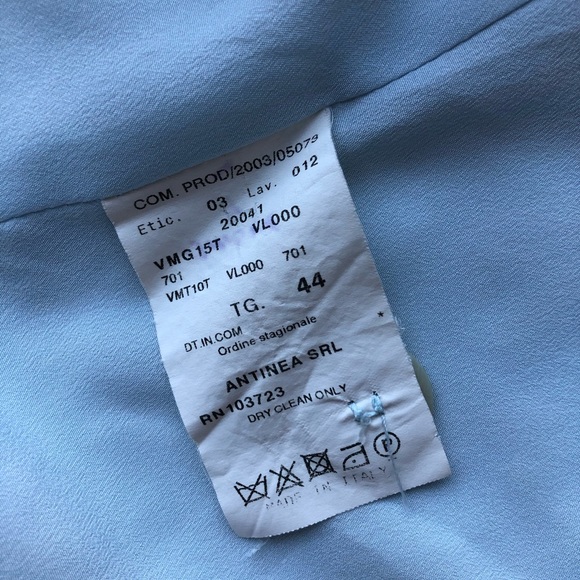 COM. PROD/2003/05079
Etic. 03 Lav. 012
20041
VMG15T VL000
701
VMT10T VL000 701
TG. 44
DT.IN.COM
Ordine stagionale
*
ANTINEA SRL
RN103723
DRY CLEAN ONLY
P
MADE IN ITALY